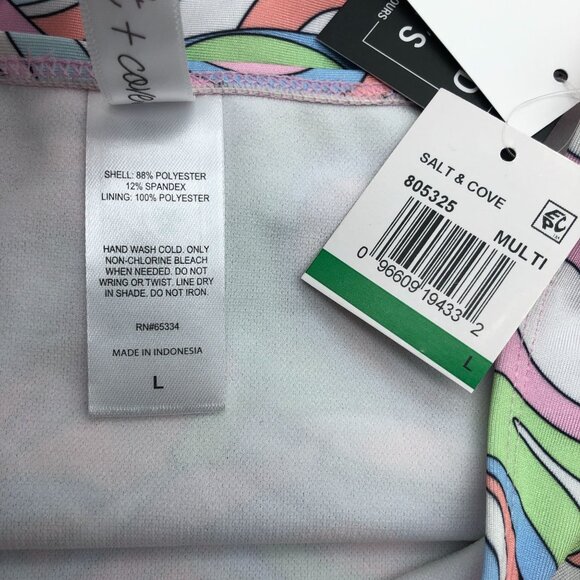 t + cove
OURS
S
SHELL: 88% POLYESTER
12% SPANDEX
LINING: 100% POLYESTER
HAND WASH COLD. ONLY
NON-CHLORINE BLEACH
WHEN NEEDED. DO NOT
WRING OR TWIST. LINE DRY
IN SHADE. DO NOT IRON.
RN#65334
MADE IN INDONESIA
L
SALT & COVE
805325
MULTI
EPC
0 96609 19433 2
L